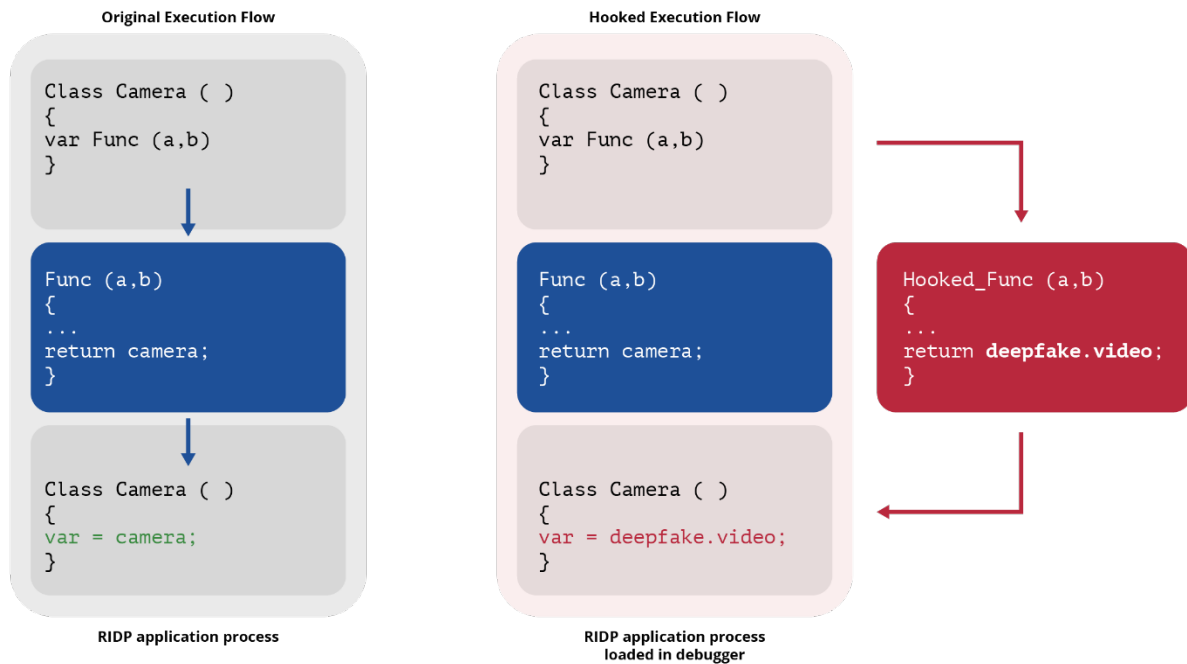 Original Execution Flow
Class Camera ( )
{
var Func (a,b)
}
Func (a,b)
{
...
return camera;
}
Class Camera ( )
{
var = camera;
}
RIDP application process
Hooked Execution Flow
Class Camera ( )
{
var Func (a,b)
}
Func (a,b)
{
...
return camera;
}
Hooked_Func (a,b)
{
...
return deepfake.video;
}
Class Camera ( )
{
var = deepfake.video;
}
RIDP application process
loaded in debugger